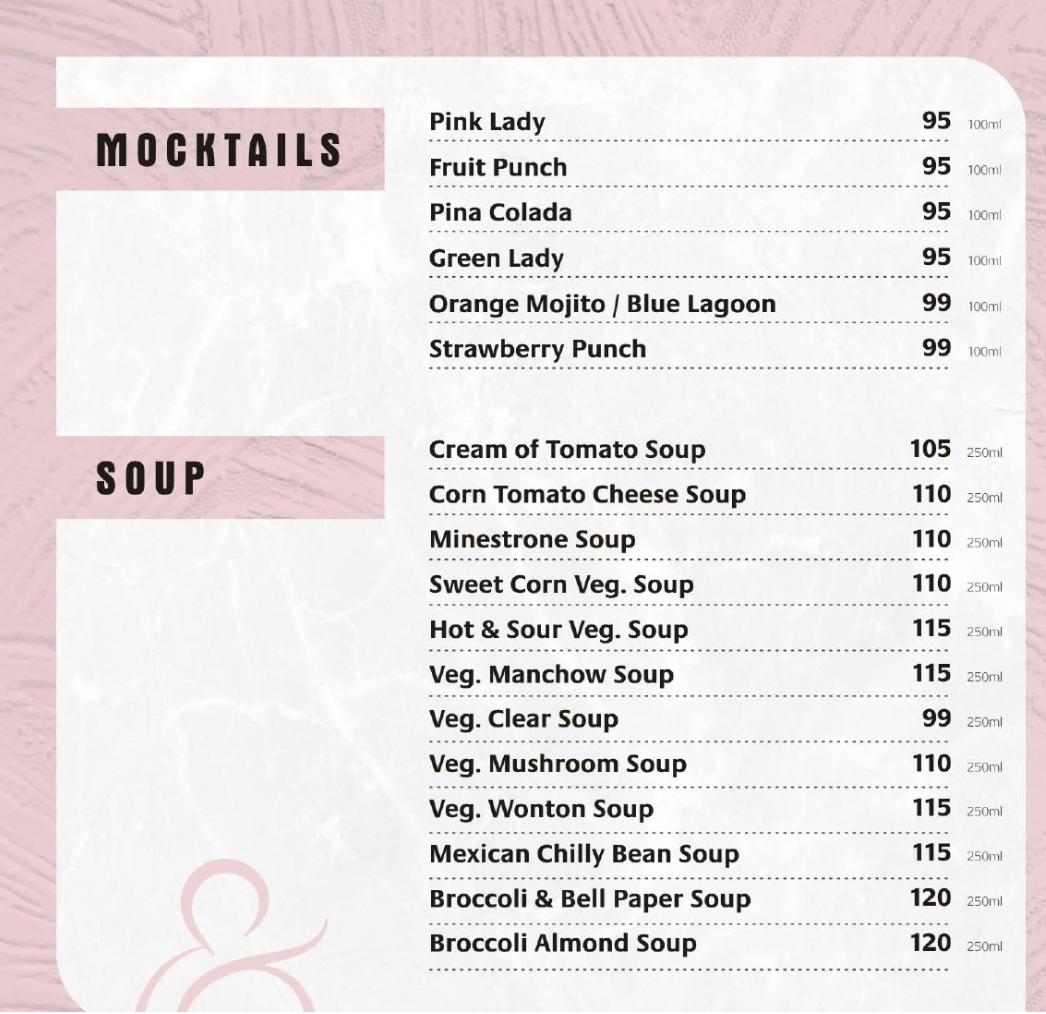 MOCKTAILS
Pink Lady 95 100ml
Fruit Punch 95 100ml
Pina Colada 95 100ml
Green Lady 95 100ml
Orange Mojito / Blue Lagoon 99 100ml
Strawberry Punch 99 100ml
SOUP
Cream of Tomato Soup 105 250ml
Corn Tomato Cheese Soup 110 250ml
Minestrone Soup 110 250ml
Sweet Corn Veg. Soup 110 250ml
Hot & Sour Veg. Soup 115 250ml
Veg. Manchow Soup 115 250ml
Veg. Clear Soup 99 250ml
Veg. Mushroom Soup 110 250ml
Veg. Wonton Soup 115 250ml
Mexican Chilly Bean Soup 115 250ml
Broccoli & Bell Paper Soup 120 250ml
Broccoli Almond Soup 120 250ml
&